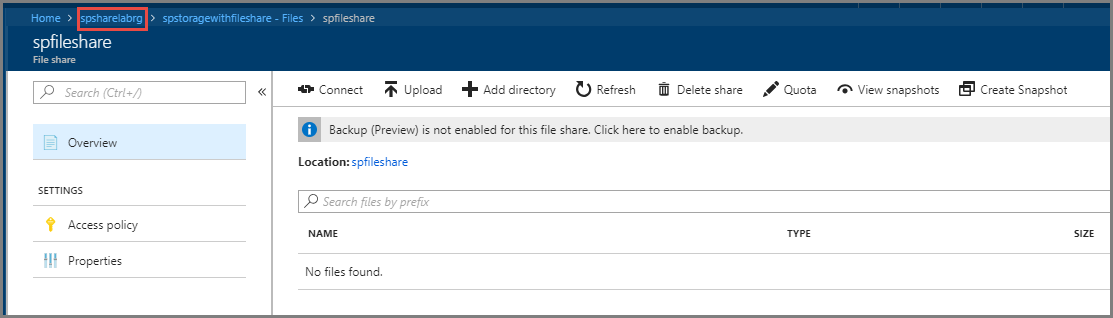 Home > spsharelabrg > spstoragewithfileshare - Files > spfileshare
spfileshare
File share
Search (Ctrl+/)
«
Overview
SETTINGS
Access policy
Properties
Connect Upload Add directory Refresh Delete share Quota View snapshots Create Snapshot
Backup (Preview) is not enabled for this file share. Click here to enable backup.
Location: spfileshare
Search files by prefix
NAME TYPE SIZE
No files found.